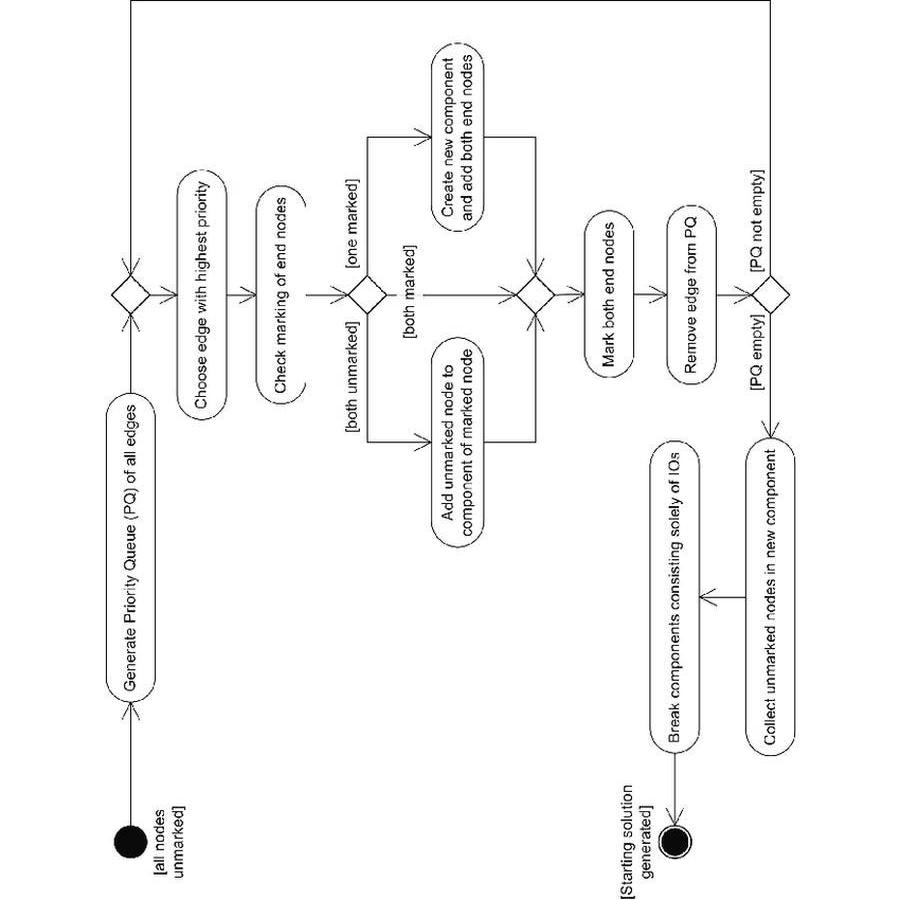 [all nodes
unmarked]
Generate Priority Queue (PQ) of all edges
Choose edge with highest priority
Check marking of end nodes
[both unmarked]
[one marked]
[both marked]
Add unmarked node to
component of marked node
Create new component
and add both end nodes
Mark both end nodes
Remove edge from PQ
[PQ empty]
[PQ not empty]
Collect unmarked nodes in new component
Break components consisting solely of IOs
[Starting solution
generated]